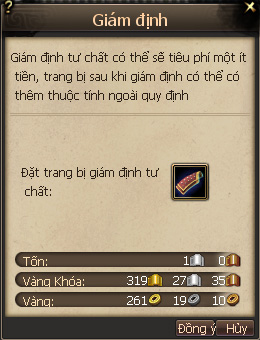 ?
Giám định
Giám định tư chất có thể sẽ tiêu phí một ít
tiền, trang bị sau khi giám định có thể có
thêm thuộc tính ngoài quy định
Đặt trang bị giám định tư
chất:
Tốn: 1 0
Vàng Khóa: 319 27 35
Vàng: 261 19 10
Đồng ý Hủy